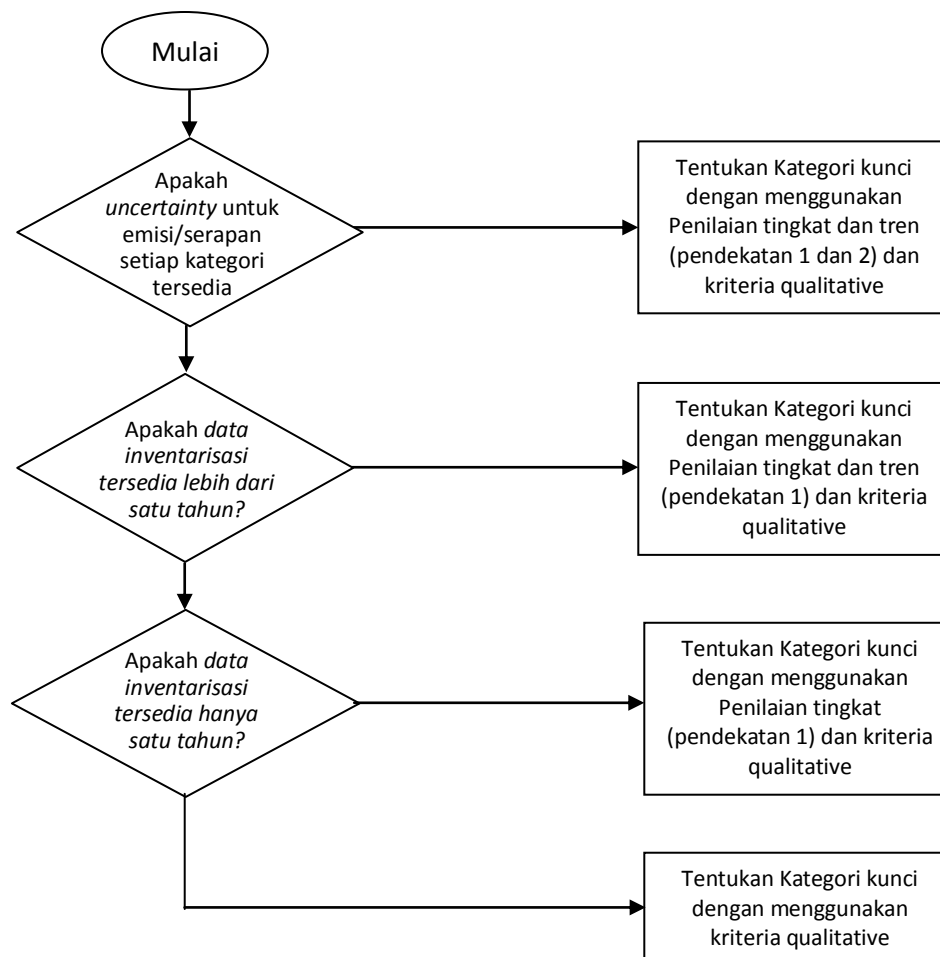 Mulai
Apakah
uncertainty untuk
emisi/serapan
setiap kategori
tersedia
Tentukan Kategori kunci
dengan menggunakan
Penilaian tingkat dan tren
(pendekatan 1 dan 2) dan
kriteria qualitative
Apakah data
inventarisasi
tersedia lebih dari
satu tahun?
Tentukan Kategori kunci
dengan menggunakan
Penilaian tingkat dan tren
(pendekatan 1) dan kriteria
qualitative
Apakah data
inventarisasi
tersedia hanya
satu tahun?
Tentukan Kategori kunci
dengan menggunakan
Penilaian tingkat
(pendekatan 1) dan kriteria
qualitative
Tentukan Kategori kunci
dengan menggunakan
kriteria qualitative